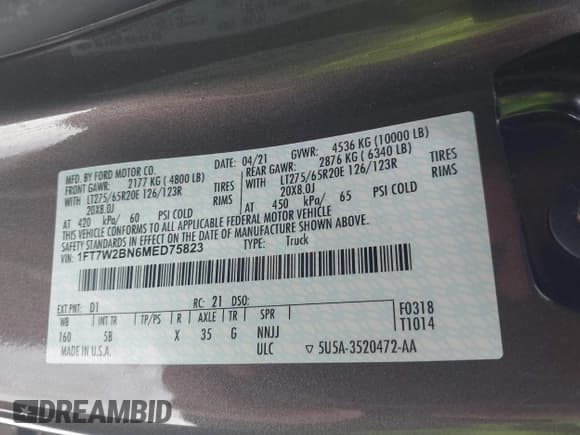 MFD. BY FORD MOTOR CO. 04/21 GVWR: 4536 KG (10000 LB)
FRONT GAWR: 2177 KG (4800 LB) REAR GAWR: 2876 KG (6340 LB)
WITH LT275/65R20E 126/123R TIRES WITH LT275/65R20E 126/123R TIRES
20X8.0J RIMS 20X8.0J RIMS
AT 420 kPa/ 60 PSI COLD AT 450 kPa/ 65 PSI COLD
THIS VEHICLE CONFORMS TO ALL APPLICABLE FEDERAL MOTOR VEHICLE
SAFETY STANDARDS IN EFFECT ON THE DATE OF MANUFACTURE SHOWN ABOVE.
VIN: 1FT7W2BN6MED75823 TYPE: Truck
EXT PNT: D1 RC: 21 DSO: F0318
WB INT TR TP/PS R AXLE TR SPR T1014
160 SB X 35 G NNJJ
MADE IN U.S.A. ULC ▽ 5U5A-3520472-AA
DREAMBID